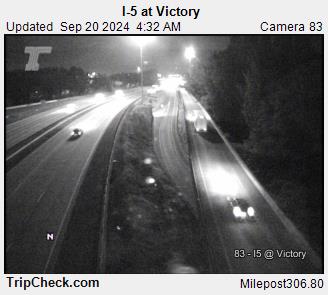 I-5 at Victory
Updated Sep 20 2024 4:32 AM Camera 83
T
N
83 - I5 @ Victory
TripCheck.com Milepost306.80